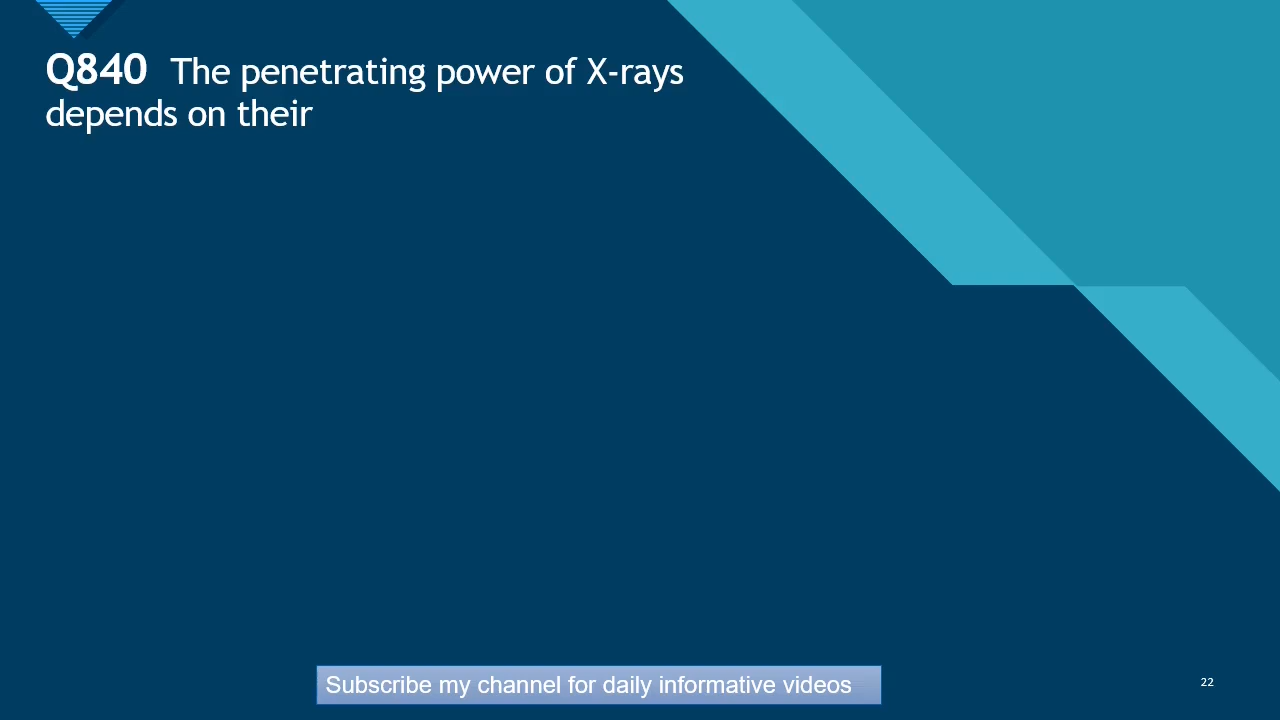 Q840 The penetrating power of X-rays
depends on their
Subscribe my channel for daily informative videos
22